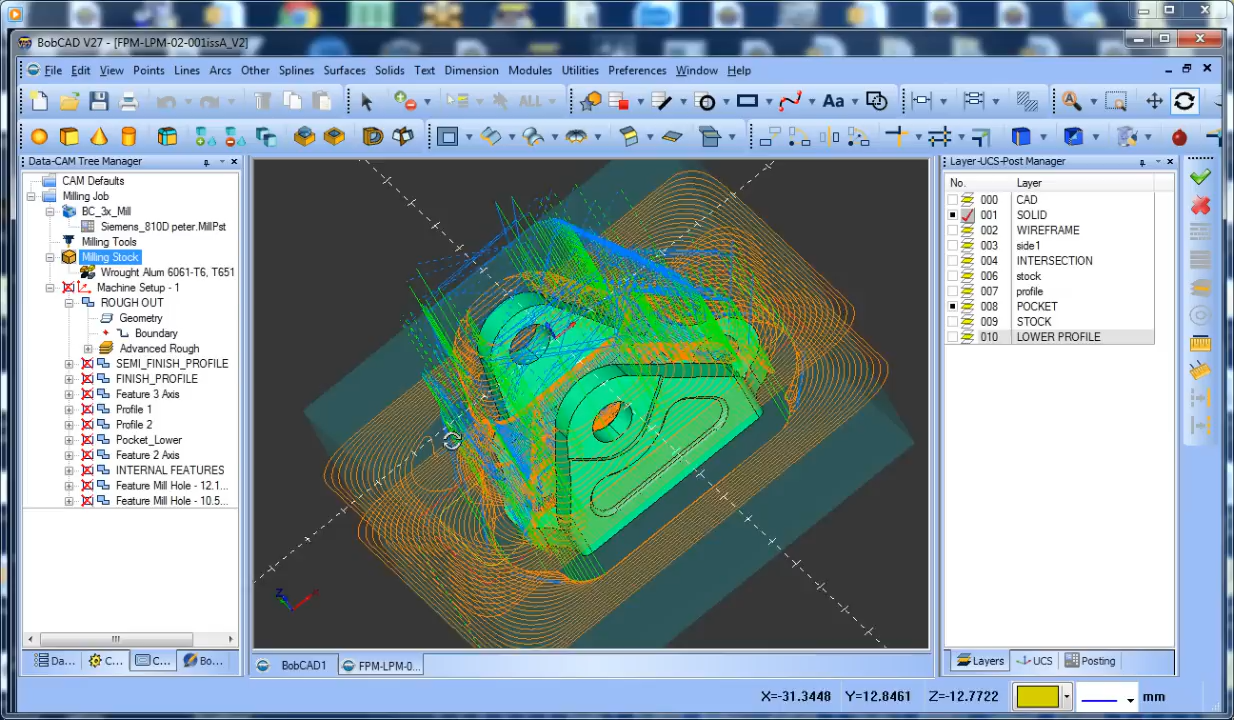 BobCAD V27 - [FPM-LPM-02-001issA_V2]
File Edit View Points Lines Arcs Other Splines Surfaces Solids Text Dimension Modules Utilities Preferences Window Help
ALL
Aa
Data-CAM Tree Manager
CAM Defaults
Milling Job
BC_3x_Mill
Siemens_810D peter.MillPst
Milling Tools
Milling Stock
Wrought Alum 6061-T6, T651
Machine Setup - 1
ROUGH OUT
Geometry
Boundary
Advanced Rough
SEMI_FINISH_PROFILE
FINISH_PROFILE
Feature 3 Axis
Profile 1
Profile 2
Pocket_Lower
Feature 2 Axis
INTERNAL FEATURES
Feature Mill Hole - 12.1...
Feature Mill Hole - 10.5...
Da... C... C... Bo...
Z
BobCAD1 FPM-LPM-0...
Layer-UCS-Post Manager
No. Layer
000 CAD
001 SOLID
002 WIREFRAME
003 side1
004 INTERSECTION
006 stock
007 profile
008 POCKET
009 STOCK
010 LOWER PROFILE
Layers UCS Posting
X=-31.3448 Y=12.8461 Z=-12.7722 mm